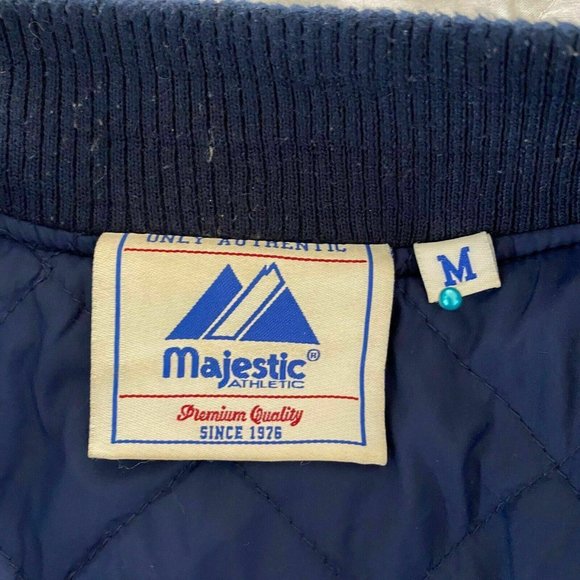 ONLY AUTHENTIC
Majestic®
ATHLETIC
Premium Quality
SINCE 1976
M